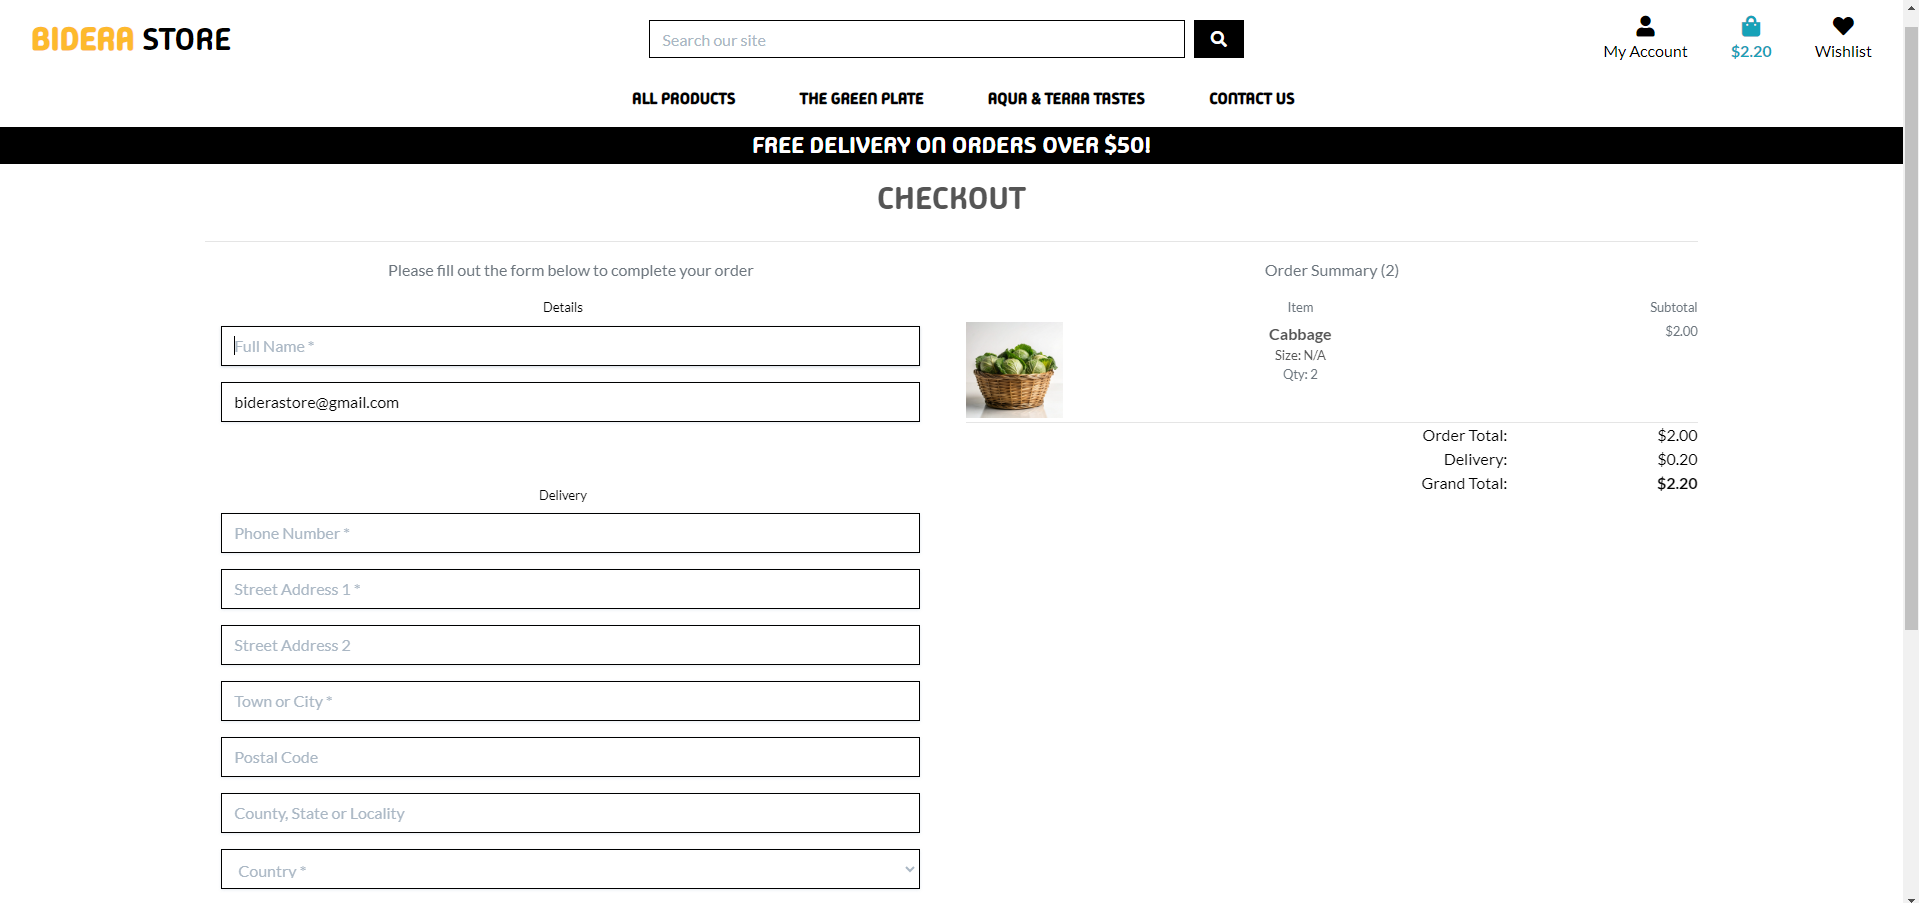 BIDERA STORE
Search our site
My Account
$2.20
Wishlist
ALL PRODUCTS
THE GREEN PLATE
AQUA & TERRA TASTES
CONTACT US
FREE DELIVERY ON ORDERS OVER $50!
CHECKOUT
Please fill out the form below to complete your order
Details
Full Name *
biderastore@gmail.com
Delivery
Phone Number *
Street Address 1 *
Street Address 2
Town or City *
Postal Code
County, State or Locality
Country *
Order Summary (2)
Item Subtotal
Cabbage $2.00
Size: N/A
Qty: 2
Order Total: $2.00
Delivery: $0.20
Grand Total: $2.20